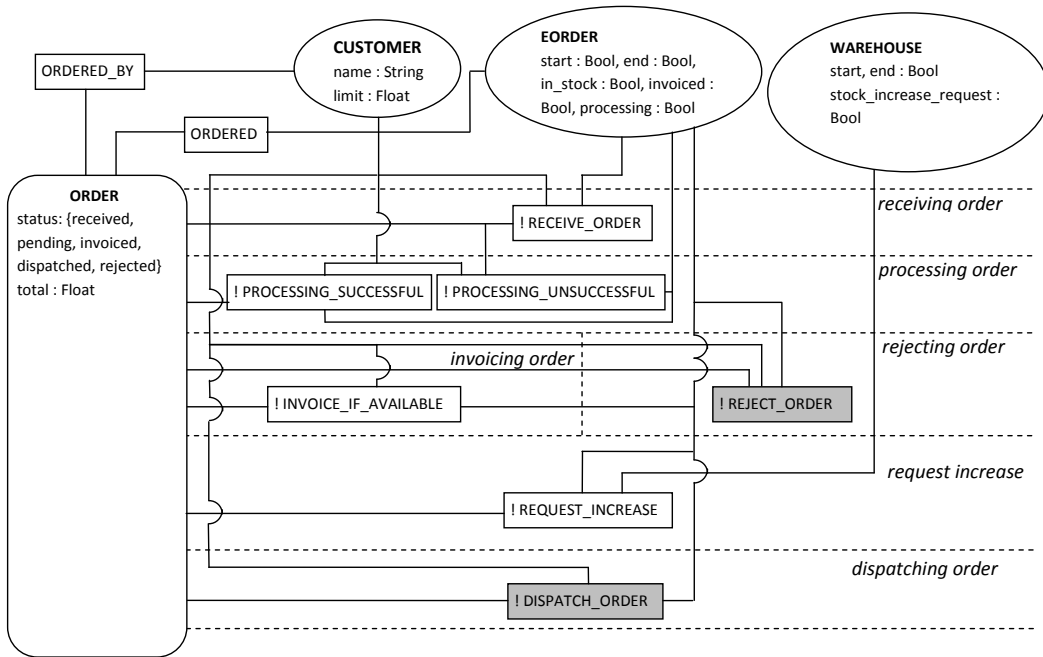 CUSTOMER
name : String
limit : Float
EORDER
start : Bool, end : Bool,
in_stock : Bool, invoiced :
Bool, processing : Bool
WAREHOUSE
start, end : Bool
stock_increase_request :
Bool
ORDERED_BY
ORDERED
ORDER
status: {received,
pending, invoiced,
dispatched, rejected}
total : Float
receiving order
! RECEIVE_ORDER
processing order
! PROCESSING_SUCCESSFUL
! PROCESSING_UNSUCCESSFUL
invoicing order
rejecting order
! INVOICE_IF_AVAILABLE
! REJECT_ORDER
request increase
! REQUEST_INCREASE
dispatching order
! DISPATCH_ORDER